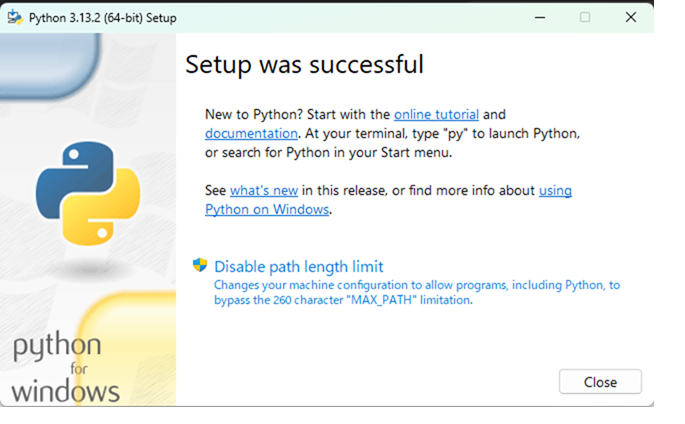 Python 3.13.2 (64-bit) Setup
Setup was successful
New to Python? Start with the online tutorial and
documentation. At your terminal, type "py" to launch Python,
or search for Python in your Start menu.
See what's new in this release, or find more info about using
Python on Windows.
Disable path length limit
Changes your machine configuration to allow programs, including Python, to
bypass the 260 character "MAX_PATH" limitation.
python
for
windows
Close